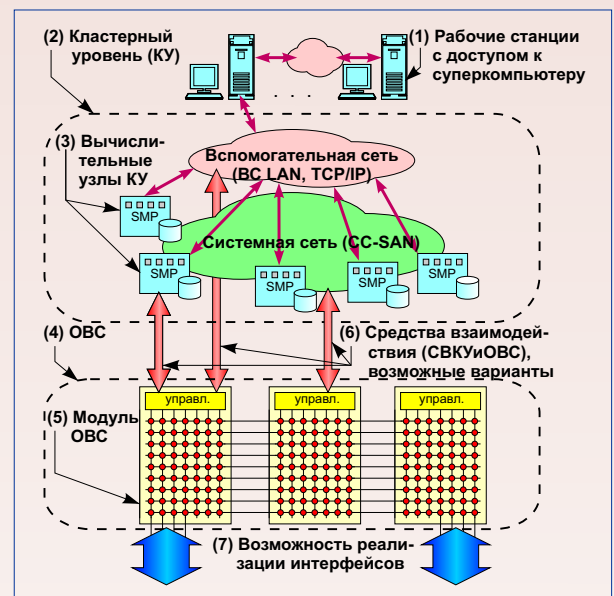 (2) Кластерный
уровень (КУ)
(1) Рабочие станции
с доступом к
суперкомпьютеру
. . .
(3) Вычисли-
тельные
узлы КУ
Вспомогательная сеть
(ВС LAN, TCP/IP)
SMP
Системная сеть (СС-SAN)
SMP
SMP
SMP
SMP
(4) ОВС
(6) Средства взаимодей-
ствия (СВКУиОВС),
возможные варианты
управл.
управл.
управл.
(5) Модуль
ОВС
(7) Возможность реали-
зации интерфейсов